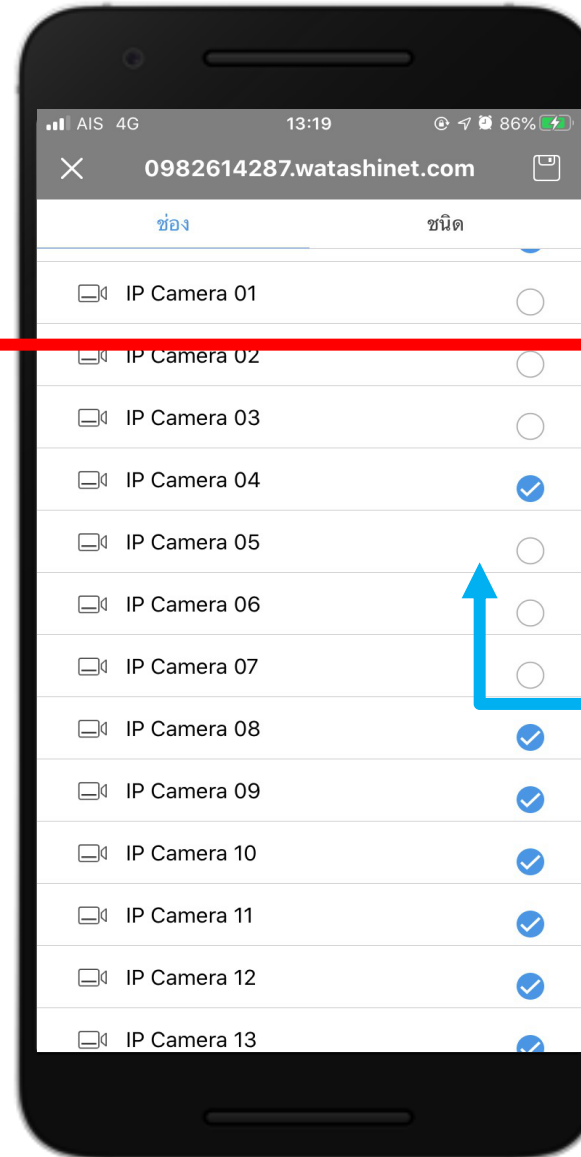 AIS 4G 13:19 86%
0982614287.watashinet.com
ช่อง ชนิด
IP Camera 01
IP Camera 02
IP Camera 03
IP Camera 04
IP Camera 05
IP Camera 06
IP Camera 07
IP Camera 08
IP Camera 09
IP Camera 10
IP Camera 11
IP Camera 12
IP Camera 13